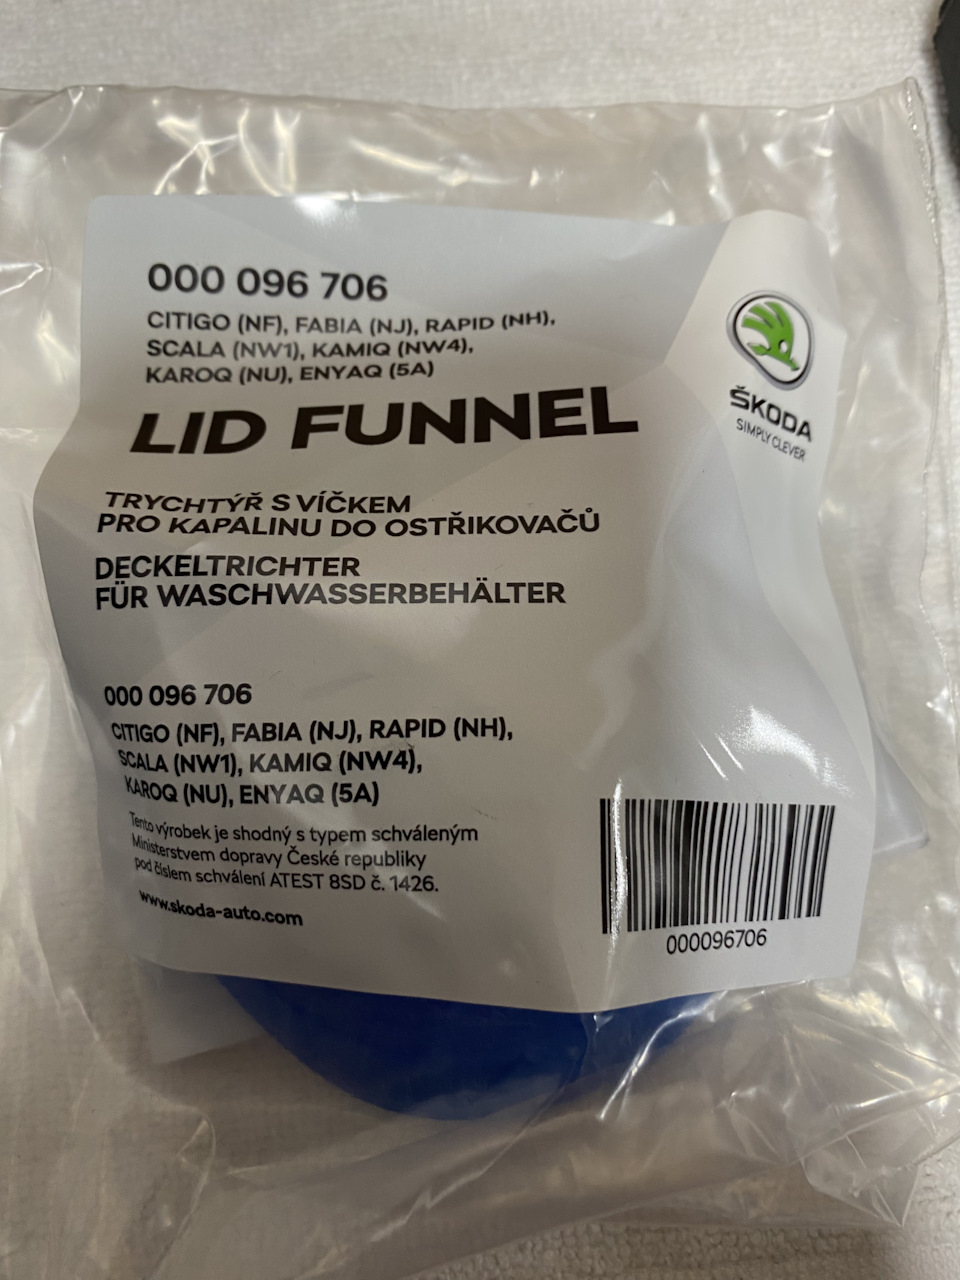 000 096 706
CITIGO (NF), FABIA (NJ), RAPID (NH),
SCALA (NW1), KAMIQ (NW4),
KAROQ (NU), ENYAQ (5A)
LID FUNNEL
ŠKODA
SIMPLY CLEVER
TRYCHTÝŘ S VÍČKEM
PRO KAPALINU DO OSTŘIKOVAČŮ
DECKELTRICHTER
FÜR WASCHWASSERBEHÄLTER
000 096 706
CITIGO (NF), FABIA (NJ), RAPID (NH),
SCALA (NW1), KAMIQ (NW4),
KAROQ (NU), ENYAQ (5A)
Tento výrobek je shodný s typem schváleným
Ministerstvem dopravy České republiky
pod číslem schválení ATEST 8SD č. 1426.
www.skoda-auto.com
000096706